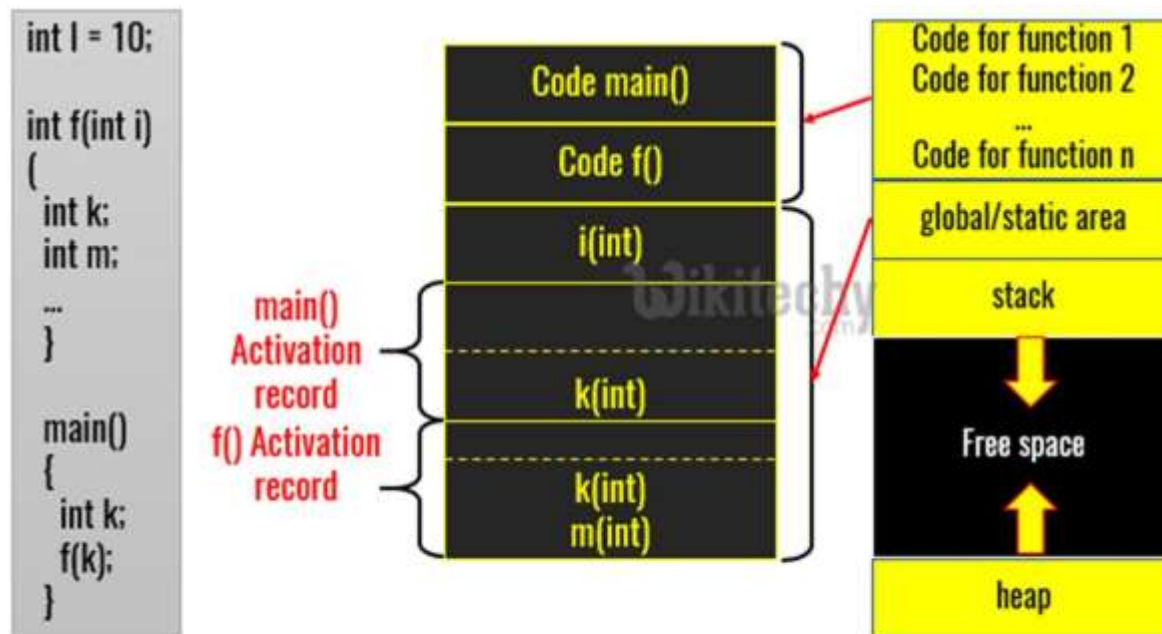 int I = 10;
int f(int i)
(
int k;
int m;
...
}
main()
{
int k;
f(k);
}
Code main()
Code f()
i(int)
k(int)
k(int)
m(int)
main()
Activation
record
f() Activation
record
Wikitechy
.com
Code for function 1
Code for function 2
...
Code for function n
global/static area
stack
Free space
heap